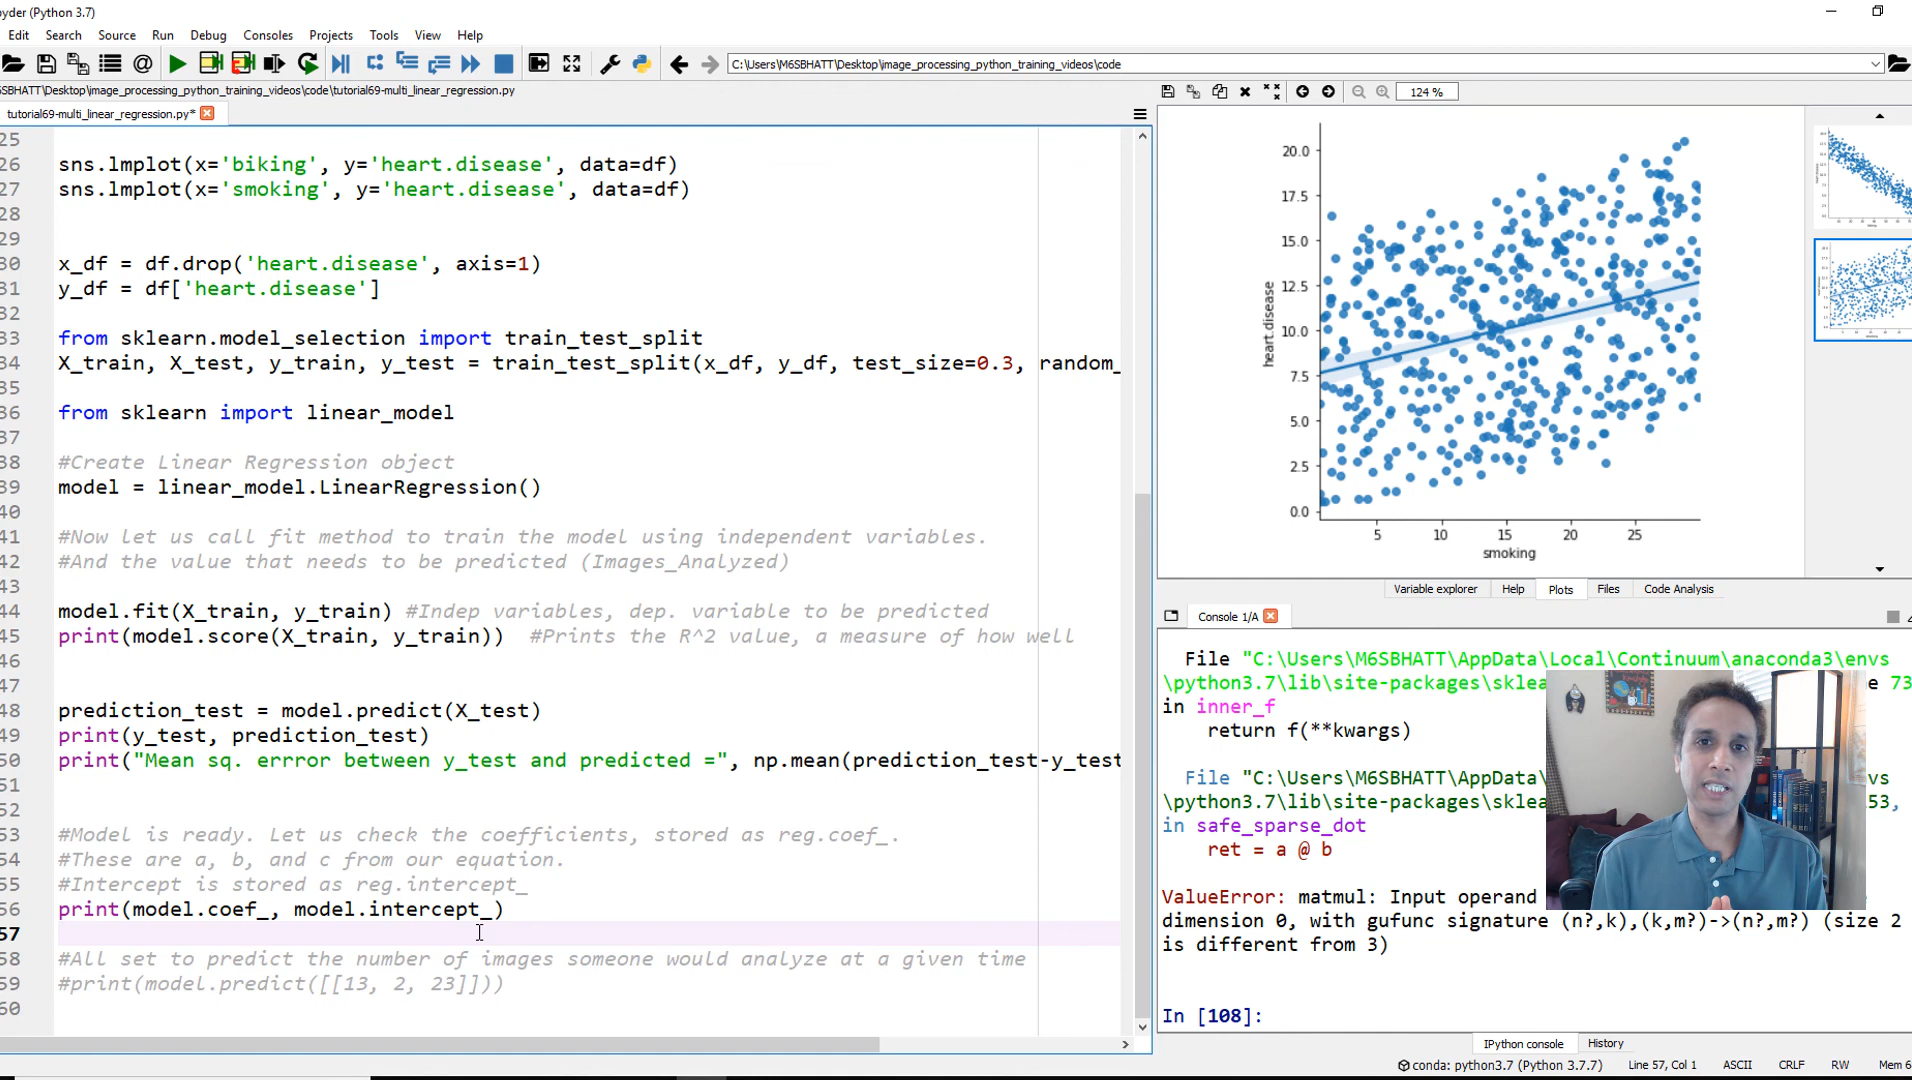 yder (Python 3.7)
Edit Search Source Run Debug Consoles Projects Tools View Help
C:\Users\M6SBHATT\Desktop\image_processing_python_training_videos\code
6SBHATT\Desktop\image_processing_python_training_videos\code\tutorial69-multi_linear_regression.py
tutorial69-multi_linear_regression.py*
25
26 sns.lmplot(x='biking', y='heart.disease', data=df)
27 sns.lmplot(x='smoking', y='heart.disease', data=df)
28
29
30 x_df = df.drop('heart.disease', axis=1)
31 y_df = df['heart.disease']
32
33 from sklearn.model_selection import train_test_split
34 X_train, X_test, y_train, y_test = train_test_split(x_df, y_df, test_size=0.3, random_
35
36 from sklearn import linear_model
37
38 #Create Linear Regression object
39 model = linear_model.LinearRegression()
40
41 #Now let us call fit method to train the model using independent variables.
42 #And the value that needs to be predicted (Images_Analyzed)
43
44 model.fit(X_train, y_train) #Indep variables, dep. variable to be predicted
45 print(model.score(X_train, y_train))  #Prints the R^2 value, a measure of how well
46
47
48 prediction_test = model.predict(X_test)
49 print(y_test, prediction_test)
50 print("Mean sq. errror between y_test and predicted =", np.mean(prediction_test-y_test
51
52
53 #Model is ready. Let us check the coefficients, stored as reg.coef_.
54 #These are a, b, and c from our equation.
55 #Intercept is stored as reg.intercept_
56 print(model.coef_, model.intercept_)
57
58 #All set to predict the number of images someone would analyze at a given time
59 #print(model.predict([[13, 2, 23]]))
60
124 %
20.0
17.5
15.0
12.5
10.0
7.5
5.0
2.5
0.0
heart.disease
5 10 15 20 25
smoking
Variable explorer Help Plots Files Code Analysis
Console 1/A
File "C:\Users\M6SBHATT\AppData\Local\Continuum\anaconda3\envs
\python3.7\lib\site-packages\sklea e 73
in inner_f
return f(**kwargs)
File "C:\Users\M6SBHATT\AppData\ nvs
\python3.7\lib\site-packages\sklea 53,
in safe_sparse_dot
ret = a @ b
ValueError: matmul: Input operand
dimension 0, with gufunc signature (n?,k),(k,m?)->(n?,m?) (size 2
is different from 3)
In [108]:
IPython console History
conda: python3.7 (Python 3.7.7) Line 57, Col 1 ASCII CRLF RW Mem 6